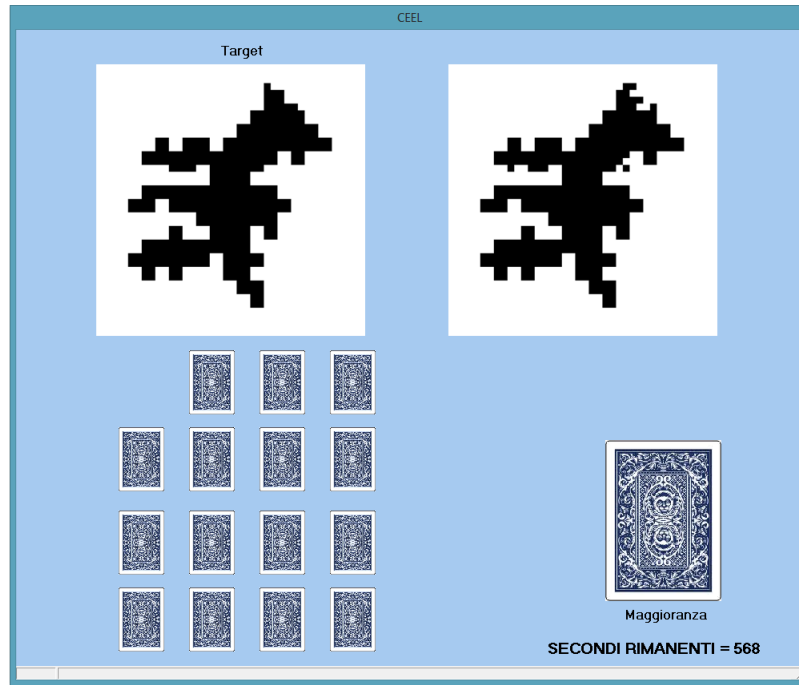 CEEL
Target
Maggioranza
SECONDI RIMANENTI = 568